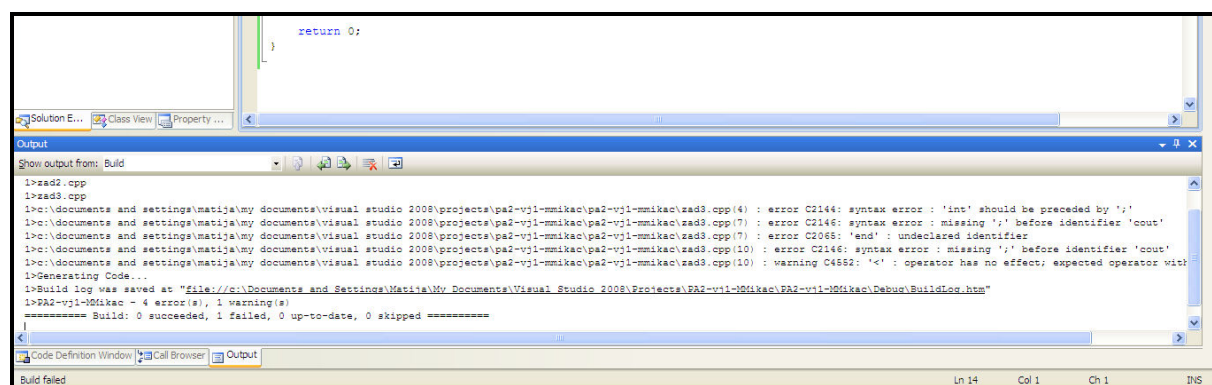 return 0;
}
Solution E... Class View Property ...
Output
Show output from: Build
1>zad2.cpp
1>zad3.cpp
1>c:\documents and settings\matija\my documents\visual studio 2008\projects\pa2-vj1-mmikac\pa2-vj1-mmikac\zad3.cpp(4) : error C2144: syntax error : 'int' should be preceded by ';'
1>c:\documents and settings\matija\my documents\visual studio 2008\projects\pa2-vj1-mmikac\pa2-vj1-mmikac\zad3.cpp(7) : error C2146: syntax error : missing ';' before identifier 'cout'
1>c:\documents and settings\matija\my documents\visual studio 2008\projects\pa2-vj1-mmikac\pa2-vj1-mmikac\zad3.cpp(7) : error C2065: 'end' : undeclared identifier
1>c:\documents and settings\matija\my documents\visual studio 2008\projects\pa2-vj1-mmikac\pa2-vj1-mmikac\zad3.cpp(10) : error C2146: syntax error : missing ';' before identifier 'cout'
1>c:\documents and settings\matija\my documents\visual studio 2008\projects\pa2-vj1-mmikac\pa2-vj1-mmikac\zad3.cpp(10) : warning C4552: '<' : operator has no effect; expected operator with
1>Generating Code...
1>Build log was saved at "file://c:\Documents and Settings\Matija\My Documents\Visual Studio 2008\Projects\PA2-vj1-MMikac\PA2-vj1-MMikac\Debug\BuildLog.htm"
1>PA2-vj1-MMikac - 4 error(s), 1 warning(s)
========== Build: 0 succeeded, 1 failed, 0 up-to-date, 0 skipped ==========
Code Definition Window Call Browser Output
Build failed Ln 14 Col 1 Ch 1 INS